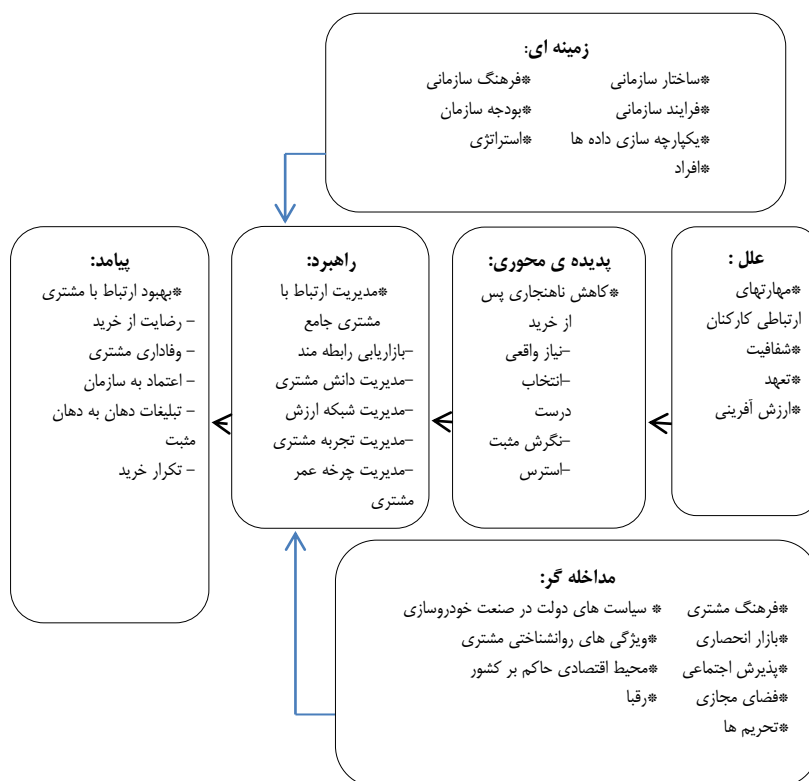 زمینه ای:
*ساختار سازمانی *فرهنگ سازمانی
*فرایند سازمانی *بودجه سازمان
*یکپارچه سازی داده ها *استراتژی
*افراد
علل :
*مهارتهای
ارتباطی کارکنان
*شفافیت
*تعهد
*ارزش آفرینی
پدیده ی محوری:
*کاهش ناهنجاری پس
از خرید
-نیاز واقعی
-انتخاب
درست
-نگرش مثبت
-استرس
راهبرد:
*مدیریت ارتباط با
مشتری جامع
-بازاریابی رابطه مند
-مدیریت دانش مشتری
-مدیریت شبکه ارزش
-مدیریت تجربه مشتری
-مدیریت چرخه عمر
مشتری
پیامد:
*بهبود ارتباط با مشتری
- رضایت از خرید
- وفاداری مشتری
- اعتماد به سازمان
- تبلیغات دهان به دهان
مثبت
- تکرار خرید
مداخله گر:
*فرهنگ مشتری * سیاست های دولت در صنعت خودروسازی
*بازار انحصاری *ویژگی های روانشناختی مشتری
*پذیرش اجتماعی *محیط اقتصادی حاکم بر کشور
*فضای مجازی *رقبا
*تحریم ها